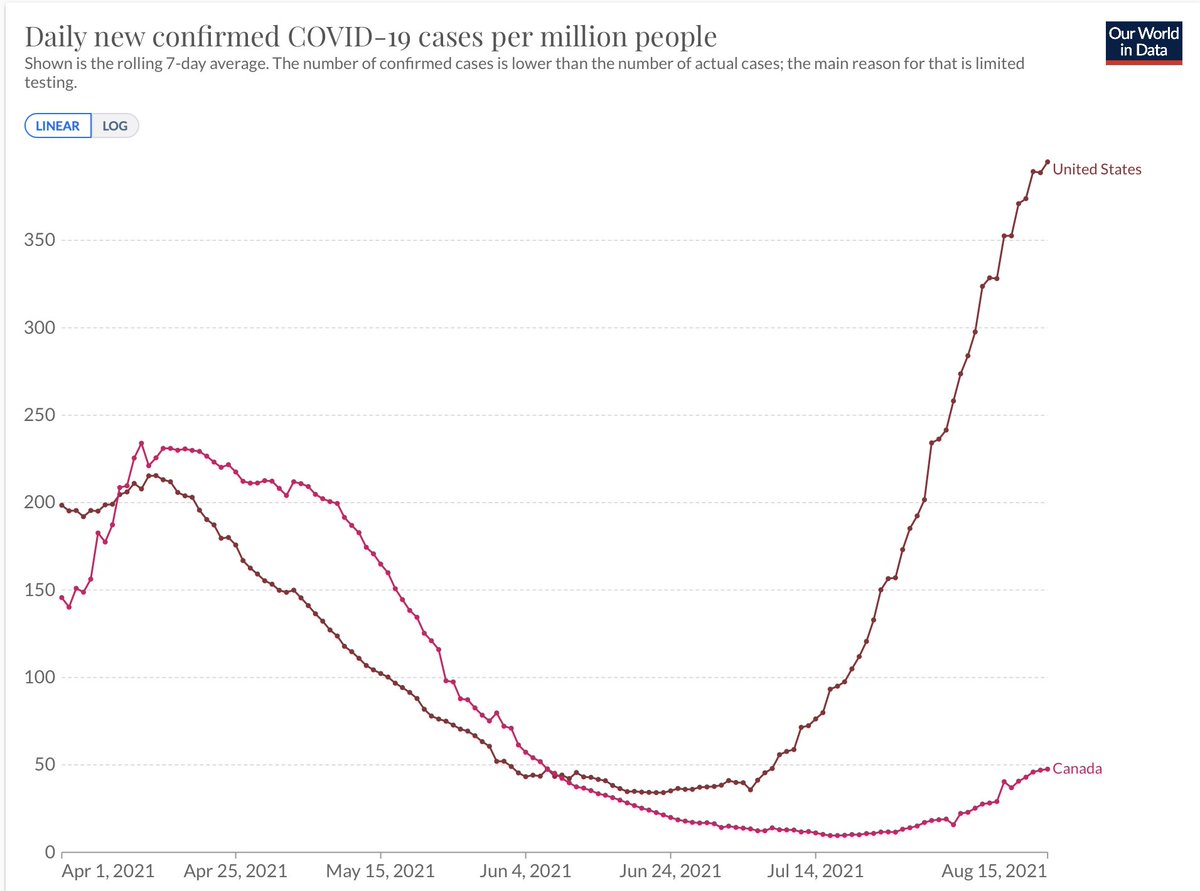 Daily new confirmed COVID-19 cases per million people
Shown is the rolling 7-day average. The number of confirmed cases is lower than the number of actual cases; the main reason for that is limited
testing.
Our World
in Data
LINEAR
LOG
United States
350
300
250
200
150
100
50
Canada
0
Apr 1, 2021
Apr 25, 2021
May 15, 2021
Jun 4, 2021
Jun 24, 2021
Jul 14, 2021
Aug 15, 2021